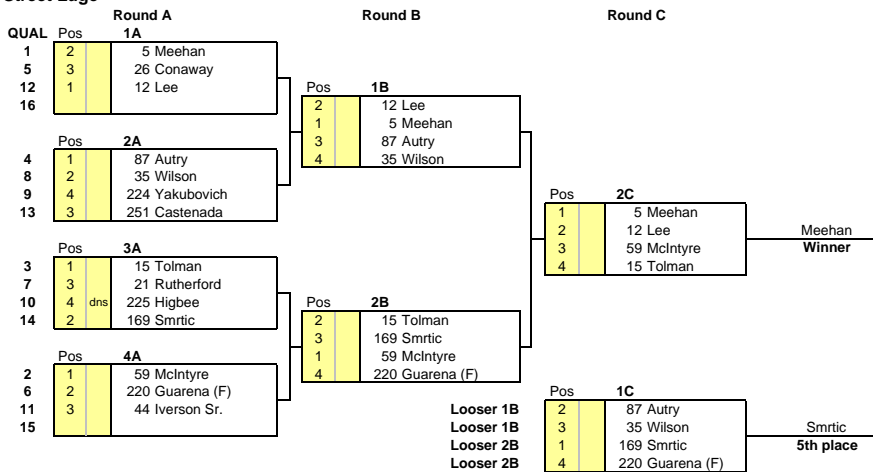 Street Edge
Round A Round B Round C
QUAL Pos 1A
1 2 5 Meehan
5 3 26 Conaway
12 1 12 Lee
16
Pos 2A
4 1 87 Autry
8 2 35 Wilson
9 4 224 Yakubovich
13 3 251 Castenada
Pos 3A
3 1 15 Tolman
7 3 21 Rutherford
10 4 dns 225 Higbee
14 2 169 Smrtic
Pos 4A
2 1 59 McIntyre
6 2 220 Guarena (F)
11 3 44 Iverson Sr.
15
Pos 1B
2 12 Lee
1 5 Meehan
3 87 Autry
4 35 Wilson
Pos 2B
2 15 Tolman
3 169 Smrtic
1 59 McIntyre
4 220 Guarena (F)
Pos 2C
1 5 Meehan
2 12 Lee
3 59 McIntyre
4 15 Tolman
Meehan
Winner
Pos 1C
Looser 1B 2 87 Autry
Looser 1B 3 35 Wilson
Looser 2B 1 169 Smrtic
Looser 2B 4 220 Guarena (F)
Smrtic
5th place